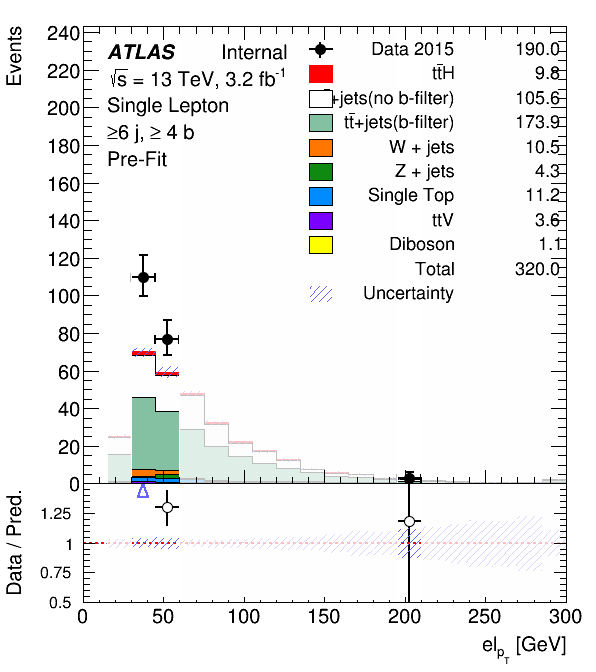 Events
240
220
200
180
160
140
120
100
80
60
40
20
0
ATLAS Internal
√s = 13 TeV, 3.2 fb⁻¹
Single Lepton
≥6 j, ≥ 4 b
Pre-Fit
Data 2015 190.0
tt̄H 9.8
+jets(no b-filter) 105.6
tt̄+jets(b-filter) 173.9
W + jets 10.5
Z + jets 4.3
Single Top 11.2
ttV 3.6
Diboson 1.1
Total 320.0
Uncertainty
Data / Pred.
1.25
1
0.75
0.5
0 50 100 150 200 250 300
el_pT [GeV]